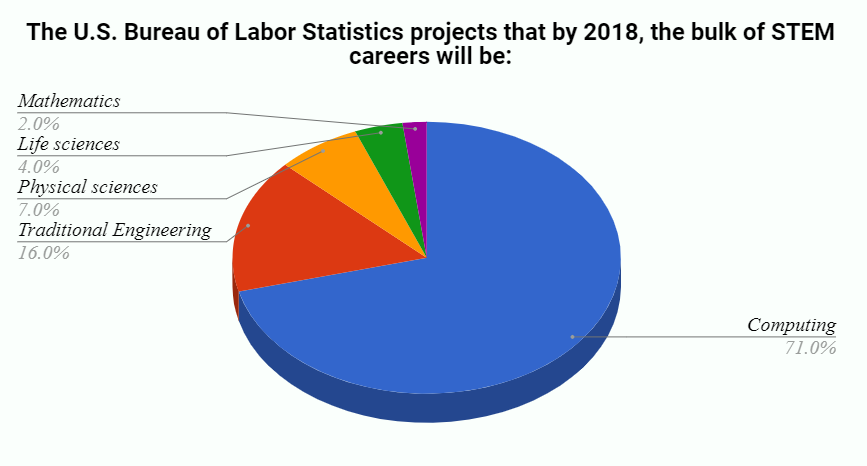 The U.S. Bureau of Labor Statistics projects that by 2018, the bulk of STEM
careers will be:
Mathematics
2.0%
Life sciences
4.0%
Physical sciences
7.0%
Traditional Engineering
16.0%
Computing
71.0%